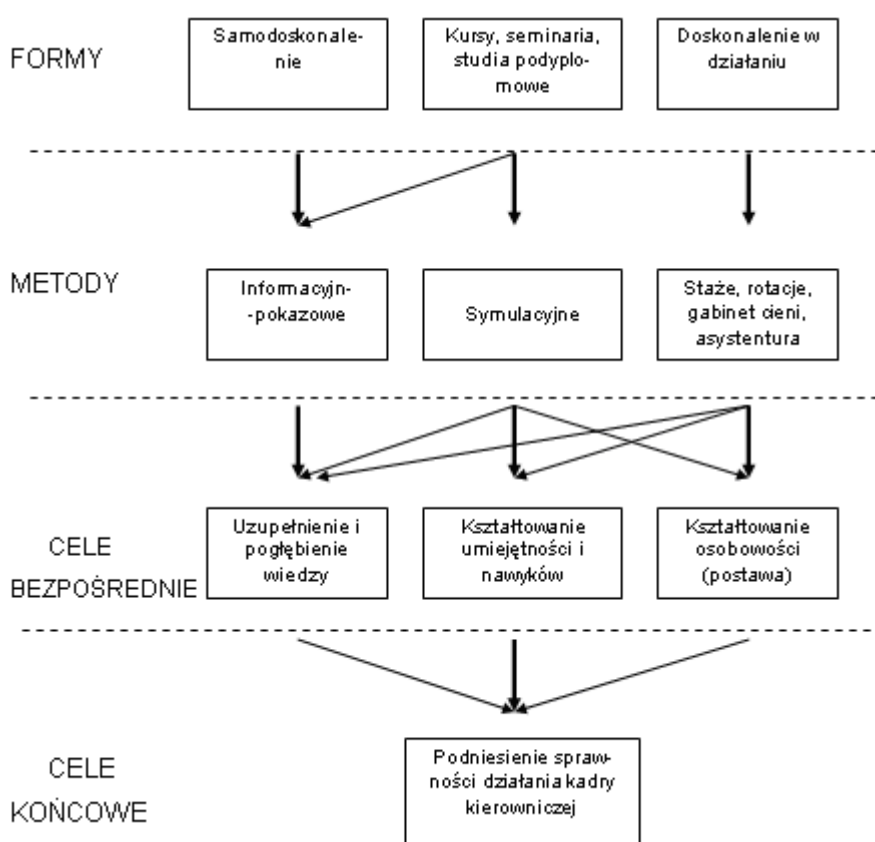 FORMY
Samodoskonale-
nie
Kursy, seminaria,
studia podyplo-
mowe
Doskonalenie w
działaniu
METODY
Informacyjn-
-pokazowe
Symulacyjne
Staże, rotacje,
gabinet cieni,
asystentura
CELE
BEZPOŚREDNIE
Uzupełnienie i
pogłębienie
wiedzy
Kształtowanie
umiejętności i
nawyków
Kształtowanie
osobowości
(postawa)
CELE
KOŃCOWE
Podniesienie spraw-
ności działania kadry
kierowniczej